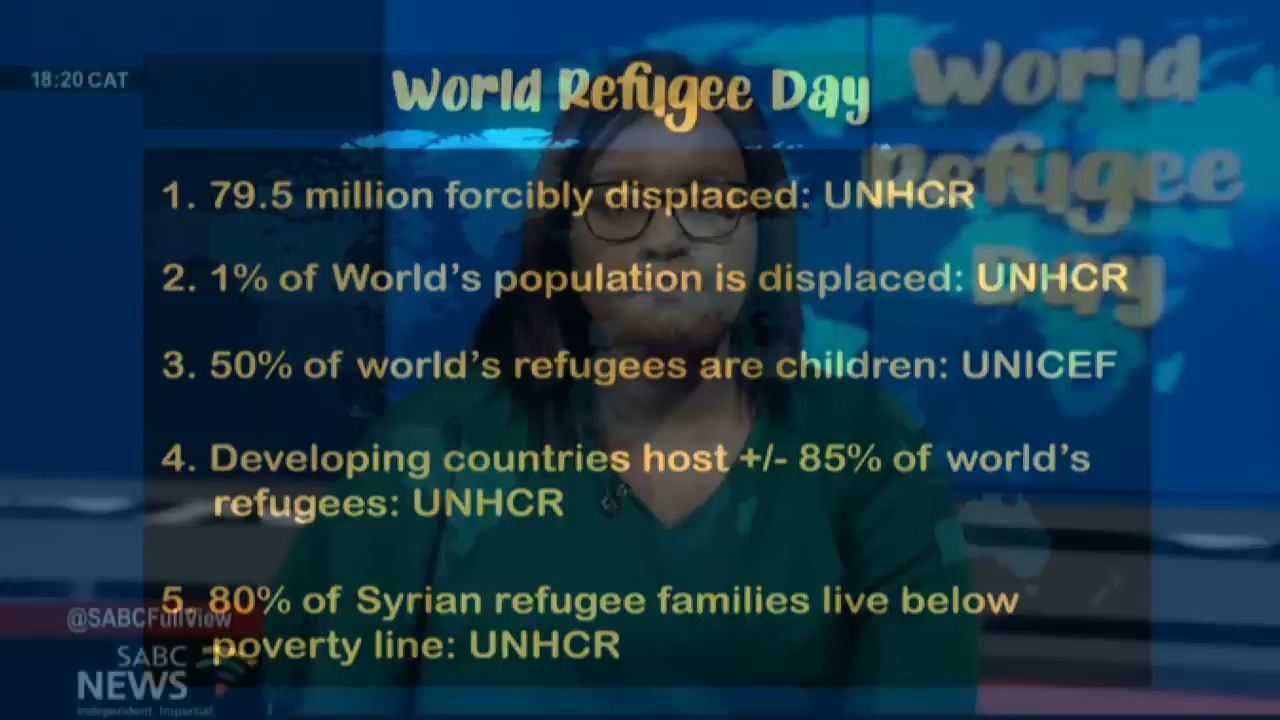 18:20 CAT
World Refugee Day
World
Refugee
Day
1. 79.5 million forcibly displaced: UNHCR
2. 1% of World's population is displaced: UNHCR
3. 50% of world's refugees are children: UNICEF
4. Developing countries host +/- 85% of world's
refugees: UNHCR
5. 80% of Syrian refugee families live below
poverty line: UNHCR
@SABCFullView
SABC
NEWS
Independent. Impartial.